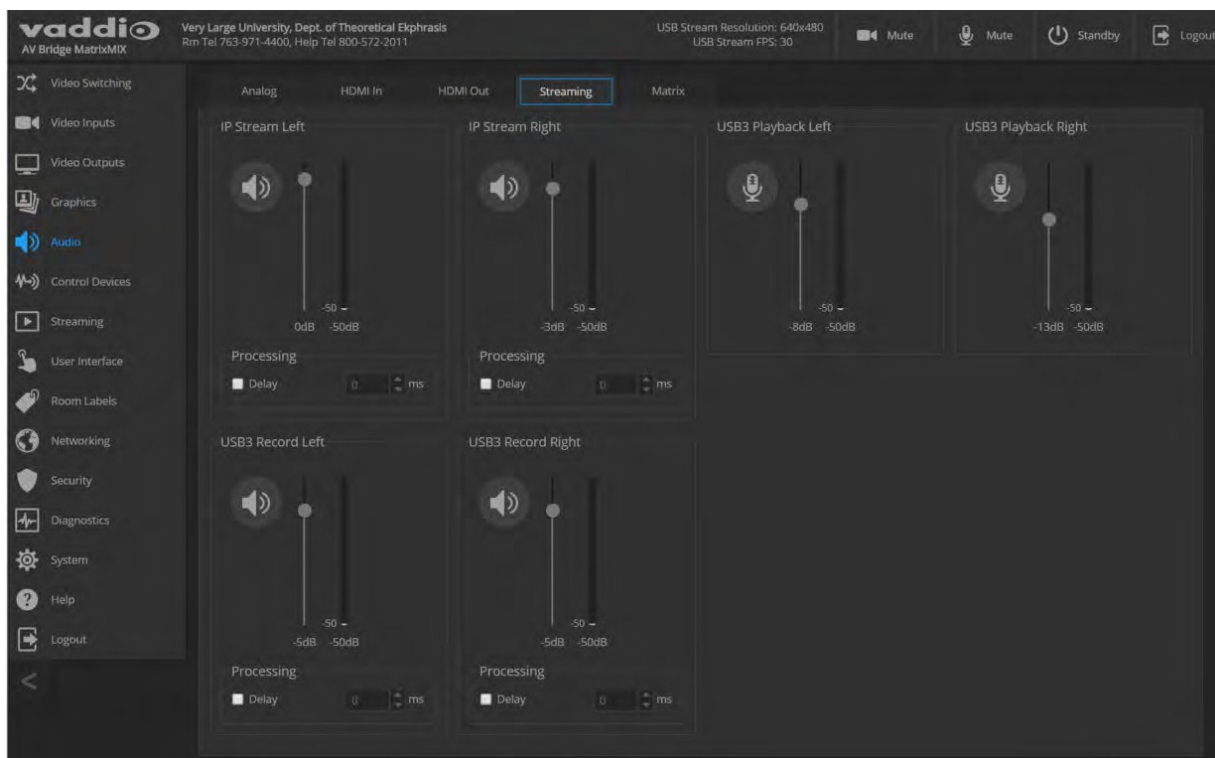 vaddio
AV Bridge MatrixMIX
Very Large University, Dept. of Theoretical Ekphrasis
Rm Tel 763-971-4400, Help Tel 800-572-2011
USB Stream Resolution: 640x480
USB Stream FPS: 30
Mute
Mute
Standby
Logout
Video Switching
Video Inputs
Video Outputs
Graphics
Audio
Control Devices
Streaming
User Interface
Room Labels
Networking
Security
Diagnostics
System
Help
Logout
<
Analog HDMI In HDMI Out Streaming Matrix
IP Stream Left
-50
0dB -50dB
Processing
Delay 0 ms
IP Stream Right
-50
-3dB -50dB
Processing
Delay 0 ms
USB3 Playback Left
-50
-8dB -50dB
USB3 Playback Right
-50
-13dB -50dB
USB3 Record Left
-50
-5dB -50dB
Processing
Delay 0 ms
USB3 Record Right
-50
-5dB -50dB
Processing
Delay 0 ms